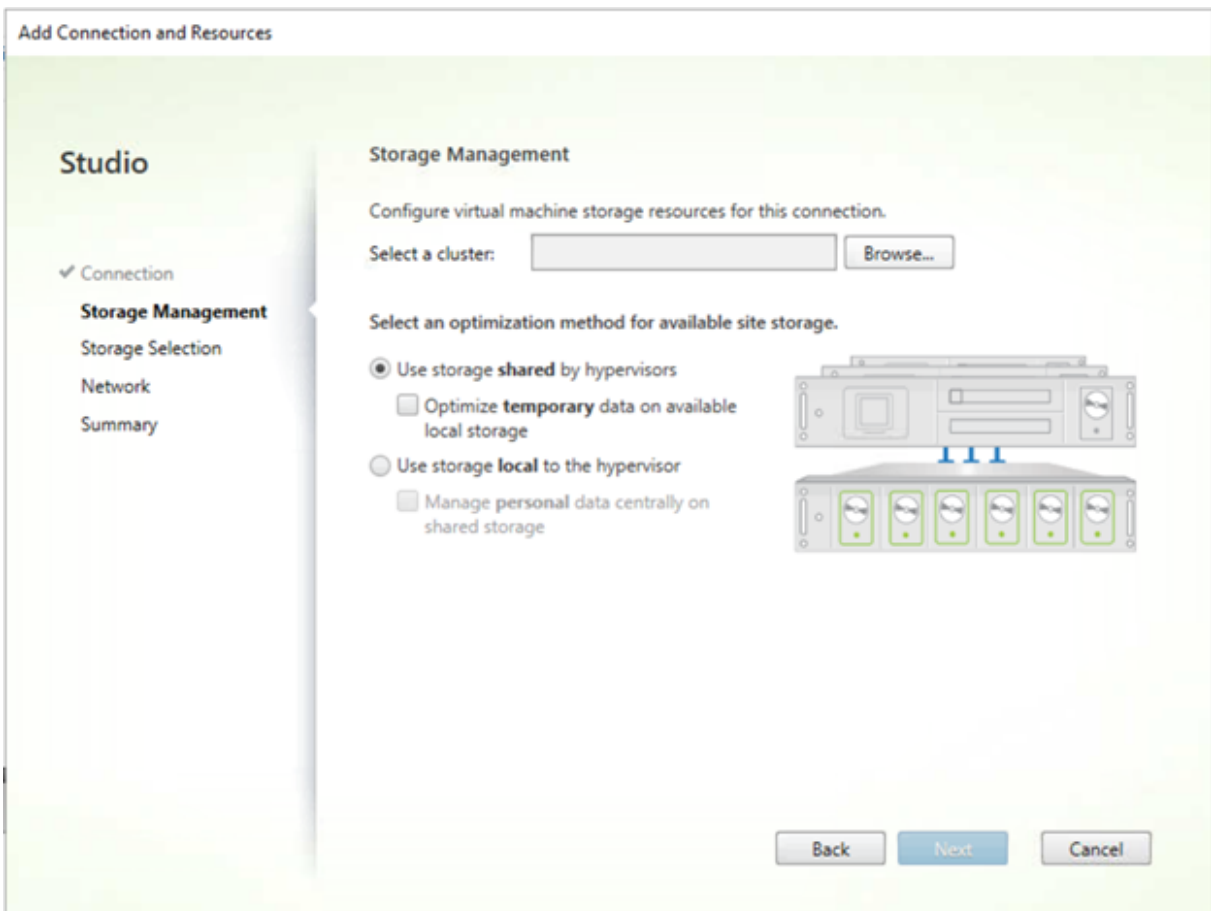 Add Connection and Resources
Studio
✔ Connection
Storage Management
Storage Selection
Network
Summary
Storage Management
Configure virtual machine storage resources for this connection.
Select a cluster:
Browse...
Select an optimization method for available site storage.
Use storage shared by hypervisors
Optimize temporary data on available
local storage
Use storage local to the hypervisor
Manage personal data centrally on
shared storage
Back
Next
Cancel